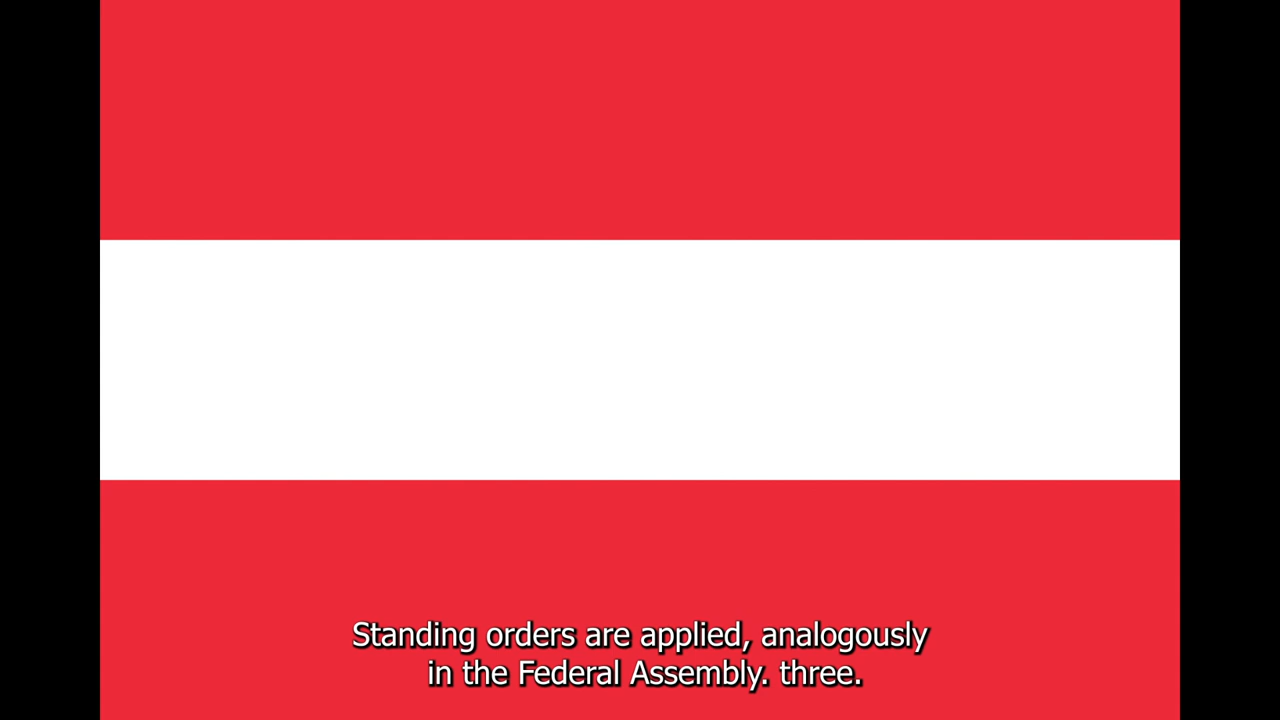 Standing orders are applied, analogously
in the Federal Assembly. three.